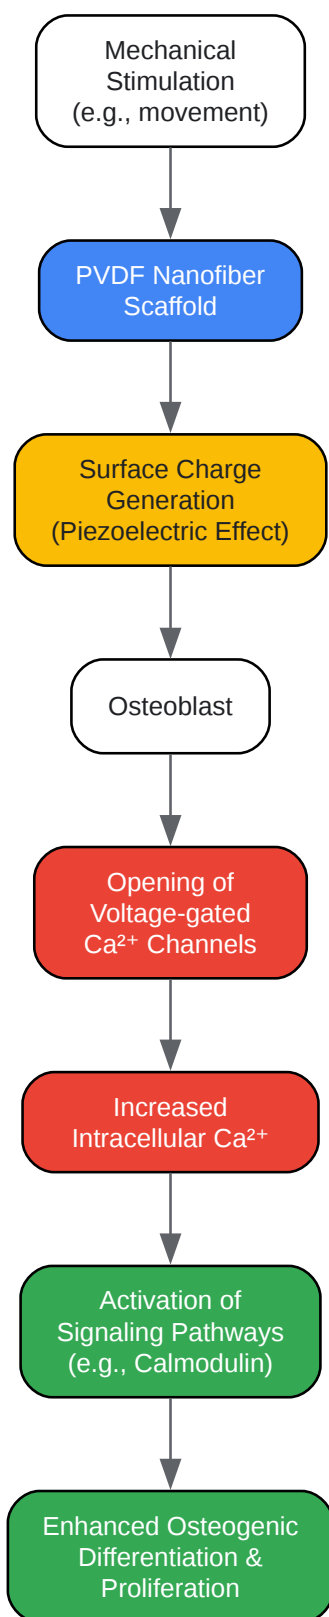 Mechanical
Stimulation
(e.g., movement)
PVDF Nanofiber
Scaffold
Surface Charge
Generation
(Piezoelectric Effect)
Osteoblast
Opening of
Voltage-gated
Ca²⁺ Channels
Increased
Intracellular Ca²⁺
Activation of
Signaling Pathways
(e.g., Calmodulin)
Enhanced Osteogenic
Differentiation &
Proliferation